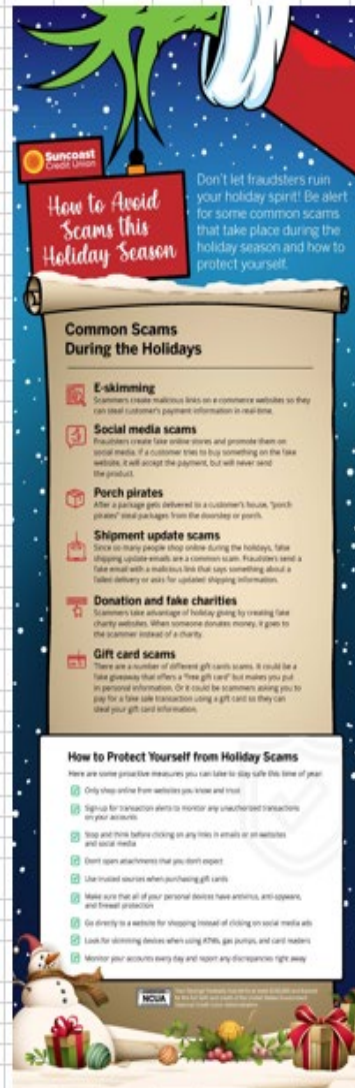 Suncoast
Credit Union
How to Avoid
Scams this
Holiday Season
Don't let fraudsters ruin
your holiday spirit! Be alert
for some common scams
that take place during the
holiday season and how to
protect yourself.
Common Scams
During the Holidays
E-skimming
Scammers create malicious links on e-commerce websites so they
can steal customer's payment information in real-time.
Social media scams
Fraudsters create fake online stores and promote them on
social media. If a customer tries to buy something on the fake
website, it will accept the payment, but will never send
the product.
Porch pirates
After a package gets delivered to a customer's house, "porch
pirates" steal packages from the doorstep or porch.
Shipment update scams
Since so many people shop online during the holidays, false
shipping update emails are a common scam. Fraudsters send a
fake email with a malicious link that says something about a
failed delivery or asks for updated shipping information.
Donation and fake charities
Scammers take advantage of holiday giving by creating fake
charity websites. When someone donates money, it goes to
the scammer instead of a charity.
Gift card scams
There are a number of different gift cards scams. It could be a
fake giveaway that offers a "free gift card" but makes you put
in personal information. Or it could be scammers asking you to
pay for a fake sale transaction using a gift card so they can
steal your gift card information.
How to Protect Yourself from Holiday Scams
Here are some proactive measures you can take to stay safe this time of year:
Only shop online from websites you know and trust
Sign up for transaction alerts to monitor any unauthorized transactions
on your accounts
Stop and think before clicking on any links in emails or on websites
and social media
Don't open attachments that you don't expect
Use trusted sources when purchasing gift cards
Make sure that all of your personal devices have antivirus, anti-spyware,
and firewall protection
Go directly to a website for shopping instead of clicking on social media ads
Look for skimming devices when using ATMs, gas pumps, and card readers
Monitor your accounts every day and report any discrepancies right away
NCUA